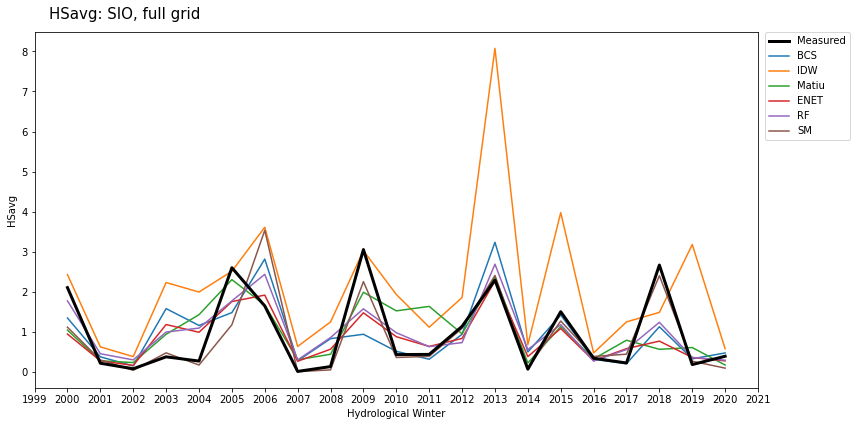 HSavg: SIO, full grid
Measured
BCS
IDW
Matiu
ENET
RF
SM
HSavg
8
7
6
5
4
3
2
1
0
1999 2000 2001 2002 2003 2004 2005 2006 2007 2008 2009 2010 2011 2012 2013 2014 2015 2016 2017 2018 2019 2020 2021
Hydrological Winter